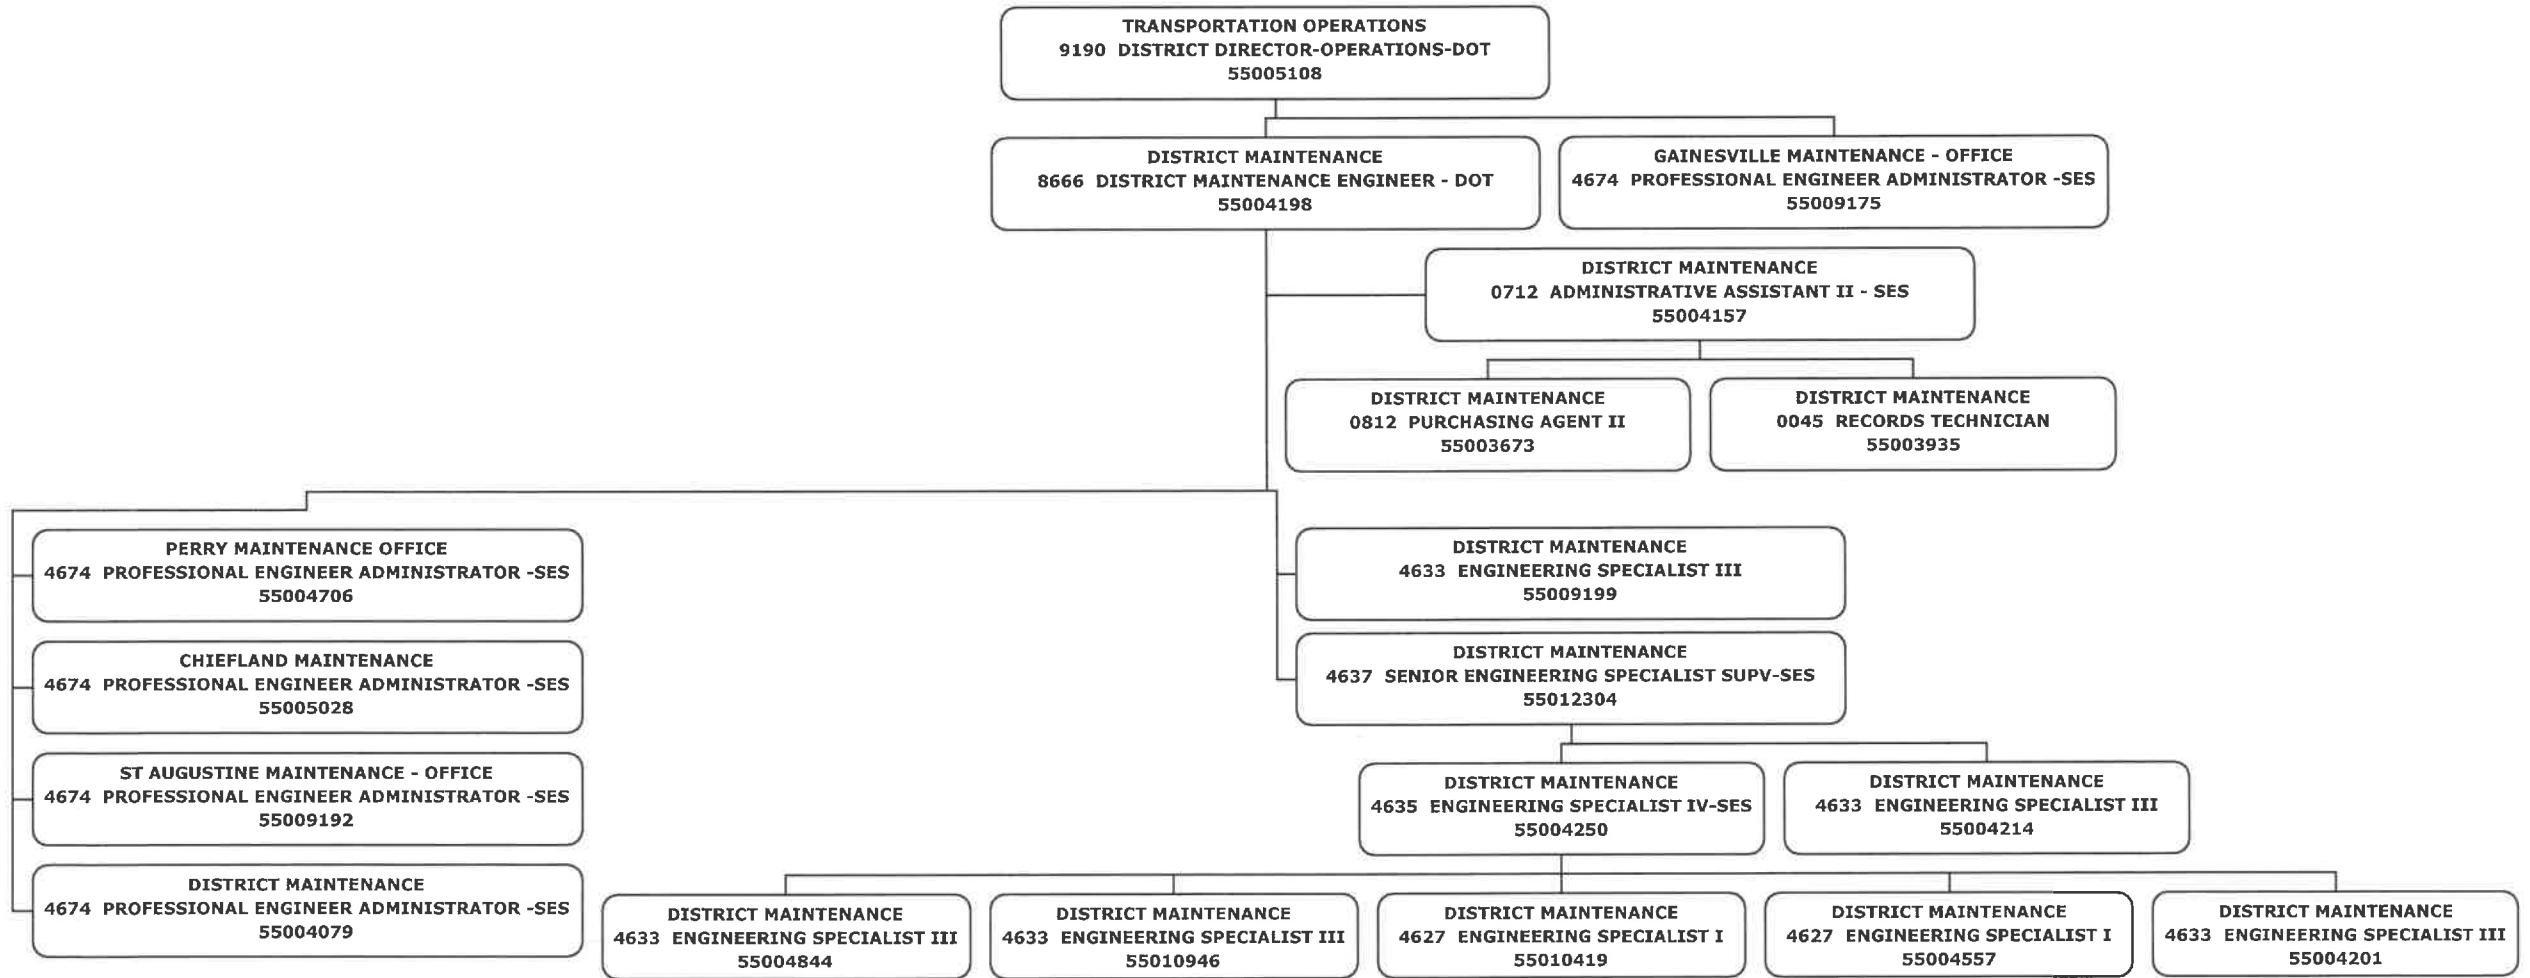 TRANSPORTATION OPERATIONS
9190 DISTRICT DIRECTOR-OPERATIONS-DOT
55005108
DISTRICT MAINTENANCE
8666 DISTRICT MAINTENANCE ENGINEER - DOT
55004198
GAINESVILLE MAINTENANCE - OFFICE
4674 PROFESSIONAL ENGINEER ADMINISTRATOR -SES
55009175
DISTRICT MAINTENANCE
0712 ADMINISTRATIVE ASSISTANT II - SES
55004157
DISTRICT MAINTENANCE
0812 PURCHASING AGENT II
55003673
DISTRICT MAINTENANCE
0045 RECORDS TECHNICIAN
55003935
PERRY MAINTENANCE OFFICE
4674 PROFESSIONAL ENGINEER ADMINISTRATOR -SES
55004706
CHIEFLAND MAINTENANCE
4674 PROFESSIONAL ENGINEER ADMINISTRATOR -SES
55005028
ST AUGUSTINE MAINTENANCE - OFFICE
4674 PROFESSIONAL ENGINEER ADMINISTRATOR -SES
55009192
DISTRICT MAINTENANCE
4674 PROFESSIONAL ENGINEER ADMINISTRATOR -SES
55004079
DISTRICT MAINTENANCE
4633 ENGINEERING SPECIALIST III
55009199
DISTRICT MAINTENANCE
4637 SENIOR ENGINEERING SPECIALIST SUPV-SES
55012304
DISTRICT MAINTENANCE
4635 ENGINEERING SPECIALIST IV-SES
55004250
DISTRICT MAINTENANCE
4633 ENGINEERING SPECIALIST III
55004214
DISTRICT MAINTENANCE
4633 ENGINEERING SPECIALIST III
55004844
DISTRICT MAINTENANCE
4633 ENGINEERING SPECIALIST III
55010946
DISTRICT MAINTENANCE
4627 ENGINEERING SPECIALIST I
55010419
DISTRICT MAINTENANCE
4627 ENGINEERING SPECIALIST I
55004557
DISTRICT MAINTENANCE
4633 ENGINEERING SPECIALIST III
55004201